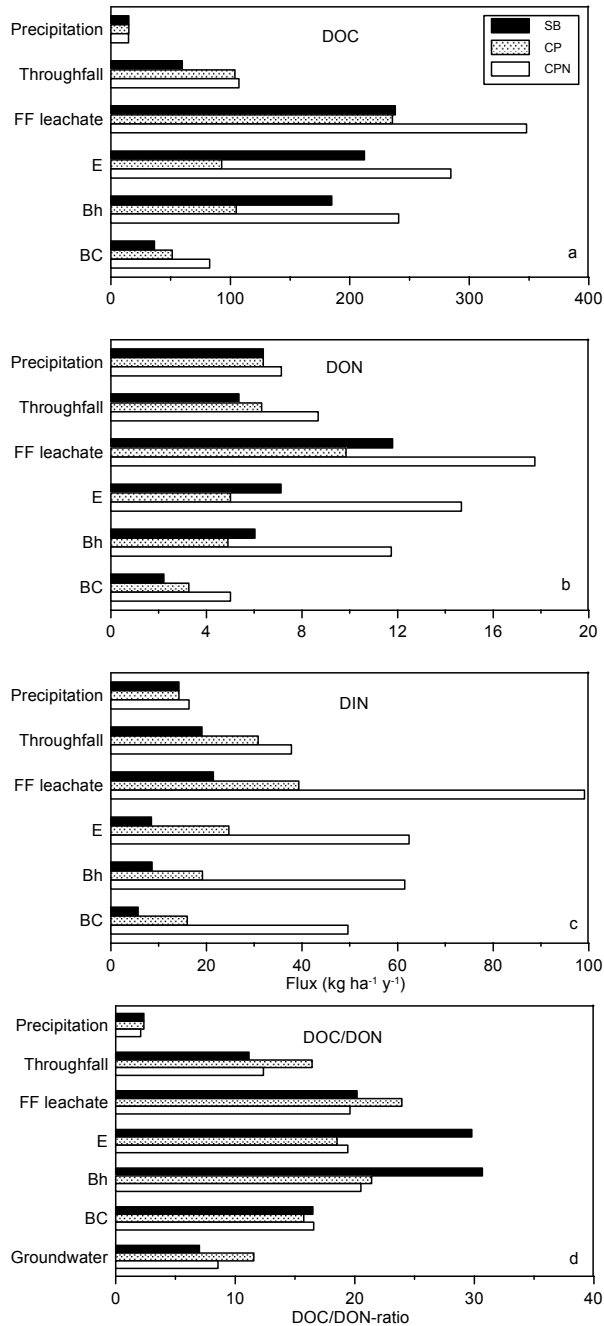 DOC
SB
CP
CPN
Precipitation
Throughfall
FF leachate
E
Bh
BC
a
0 100 200 300 400
DON
Precipitation
Throughfall
FF leachate
E
Bh
BC
b
0 4 8 12 16 20
DIN
Precipitation
Throughfall
FF leachate
E
Bh
BC
c
0 20 40 60 80 100
Flux (kg ha⁻¹ y⁻¹)
DOC/DON
Precipitation
Throughfall
FF leachate
E
Bh
BC
Groundwater
d
0 10 20 30 40
DOC/DON-ratio